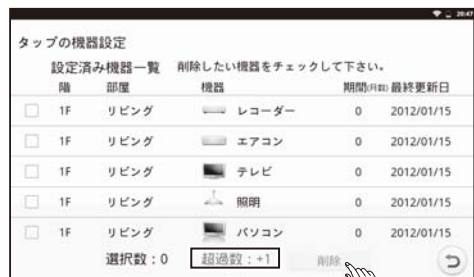 20:47
タップの機器設定
設定済み機器一覧 削除したい機器をチェックして下さい。
階 部屋 機器 期間(月数) 最終更新日
1F リビング レコーダー 0 2012/01/15
1F リビング エアコン 0 2012/01/15
1F リビング テレビ 0 2012/01/15
1F リビング 照明 0 2012/01/15
1F リビング パソコン 0 2012/01/15
選択数：0 超過数：+1 削除